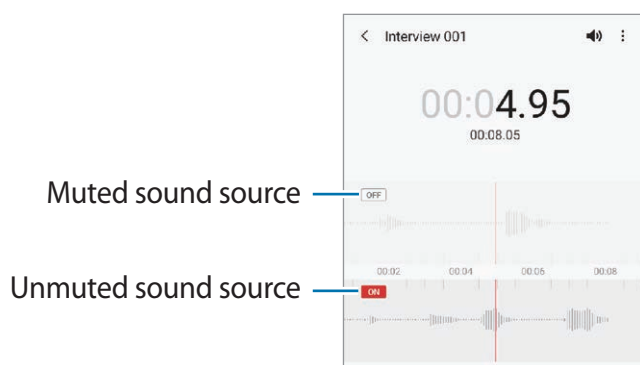 Interview 001
00:04.95
00:08.05
Muted sound source
OFF
00:02 00:04 00:06 00:08
Unmuted sound source
ON